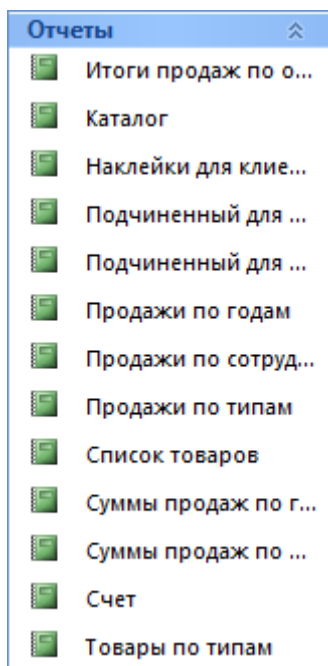 Отчеты
Итоги продаж по о...
Каталог
Наклейки для клие...
Подчиненный для ...
Подчиненный для ...
Продажи по годам
Продажи по сотруд...
Продажи по типам
Список товаров
Суммы продаж по г...
Суммы продаж по ...
Счет
Товары по типам